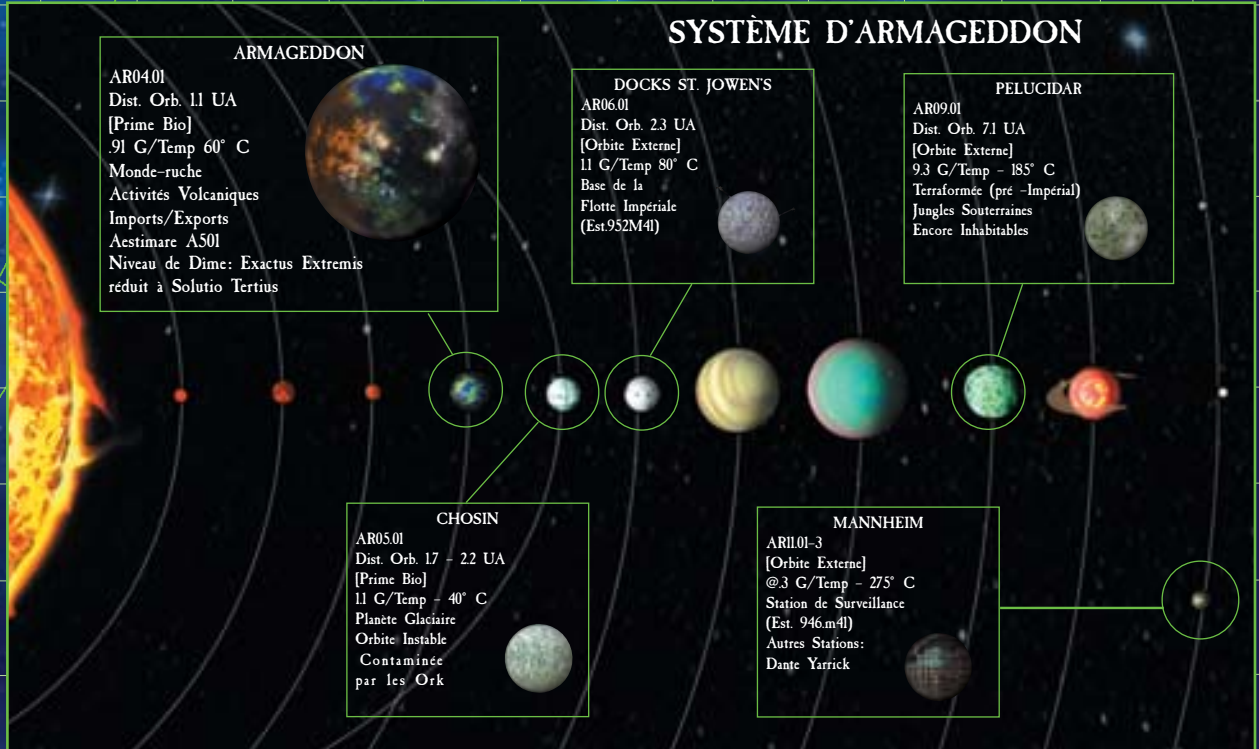 SYSTÈME D'ARMAGEDDON
ARMAGEDDON
AR04.01
Dist. Orb. 1.1 UA
[Prime Bio]
.91 G/Temp 60° C
Monde-ruche
Activités Volcaniques
Imports/Exports
Aestimare A501
Niveau de Dime: Exactus Extremis
réduit à Solutio Tertius
DOCKS ST. JOWEN'S
AR06.01
Dist. Orb. 2.3 UA
[Orbite Externe]
1.1 G/Temp 80° C
Base de la
Flotte Impériale
(Est.952M41)
PELUCIDAR
AR09.01
Dist. Orb. 7.1 UA
[Orbite Externe]
9.3 G/Temp - 185° C
Terraformée (pré -Impérial)
Jungles Souterraines
Encore Inhabitables
CHOSIN
AR05.01
Dist. Orb. 1.7 - 2.2 UA
[Prime Bio]
1.1 G/Temp - 40° C
Planète Glaciaire
Orbite Instable
Contaminée
par les Ork
MANNHEIM
AR11.01-3
[Orbite Externe]
@.3 G/Temp - 275° C
Station de Surveillance
(Est. 946.m41)
Autres Stations:
Dante Yarrick